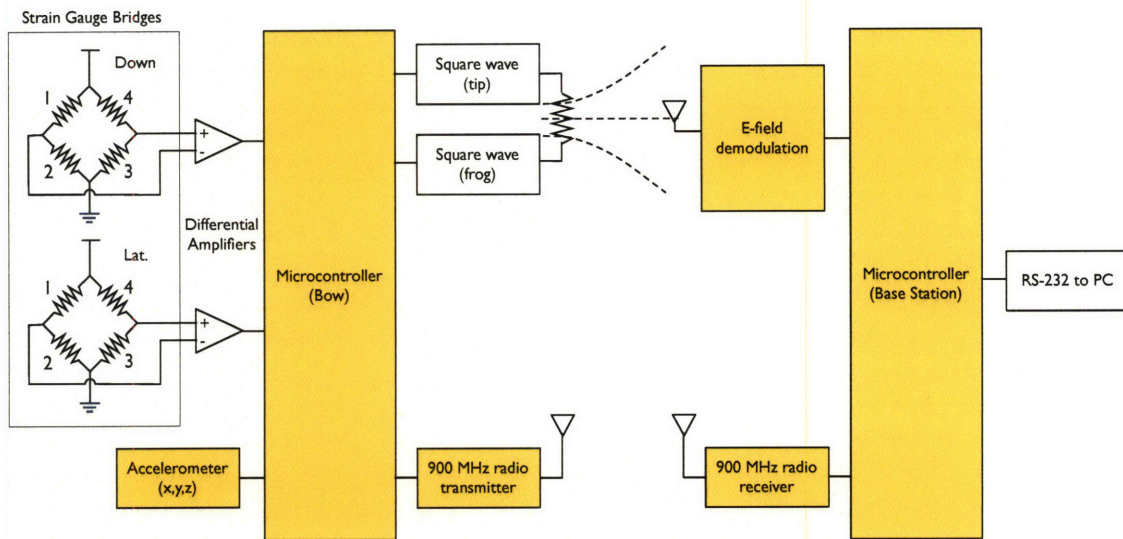 Strain Gauge Bridges
Down
1
4
2
3
+
-
Differential
Amplifiers
Lat.
1
4
2
3
+
-
Accelerometer
(x,y,z)
Microcontroller
(Bow)
Square wave
(tip)
Square wave
(frog)
900 MHz radio
transmitter
E-field
demodulation
900 MHz radio
receiver
Microcontroller
(Base Station)
RS-232 to PC